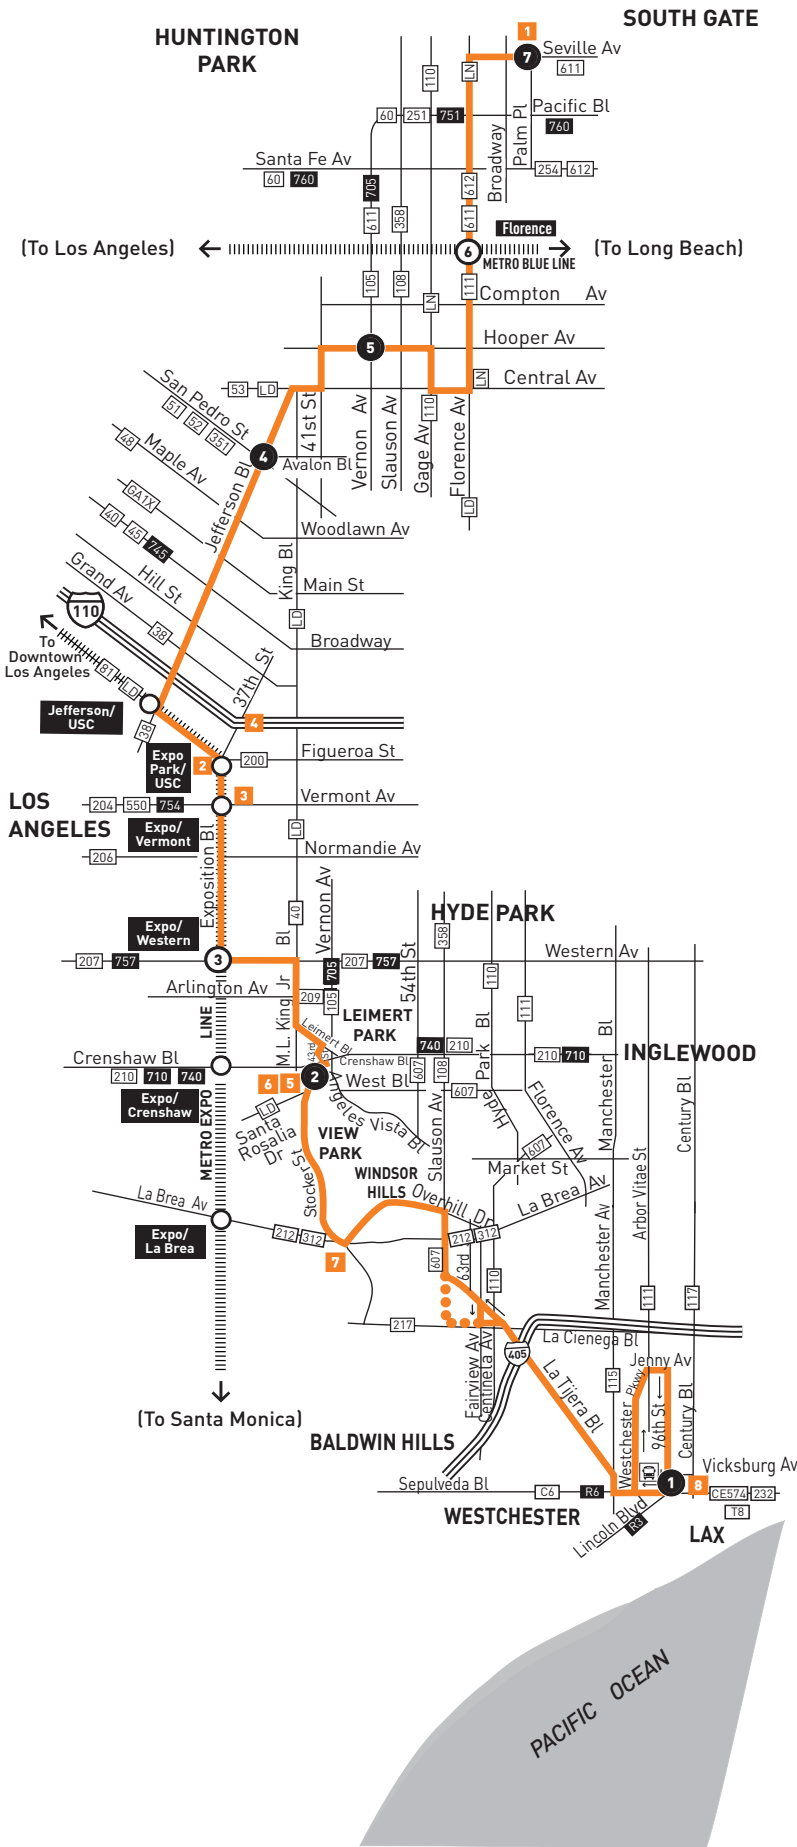 SOUTH GATE
HUNTINGTON
PARK
1
7
Seville Av
611
LN
110
60
251
751
Pacific Bl
760
Broadway
Palm Pl
Santa Fe Av
60
760
254
612
705
611
358
612
611
Florence
(To Los Angeles)
6
(To Long Beach)
METRO BLUE LINE
105
108
LN
111
Compton Av
5
Hooper Av
53
LD
LN
Central Av
110
41st St
Vernon Av
Slauson Av
Gage Av
Florence Av
LD
San Pedro St
51
52
351
4
Avalon Bl
48
Maple Av
Jefferson Bl
GA1X
Woodlawn Av
40
45
745
King Bl
Main St
Hill St
Grand Av
LD
110
38
Broadway
To
Downtown
Los Angeles
81
LD
37th St
Jefferson/
USC
38
4
Expo
Park/
USC
2
200
Figueroa St
LOS
ANGELES
204
550
754
3
Vermont Av
Expo/
Vermont
Exposition Bl
LD
206
Normandie Av
40
Vernon Av
HYDE PARK
358
Expo/
Western
Bl
207
757
3
705
207
757
54th St
Western Av
110
Arlington Av
209
105
111
LINE
M.L. King Jr
LEIMERT
PARK
Leimert Bl
43rd
740
210
Park Bl
Manchester Bl
Crenshaw Bl
Crenshaw Bl
210
710
INGLEWOOD
210
710
740
6
5
2
West Bl
607
108
607
Century Bl
Expo/
Crenshaw
METRO EXPO
LD
Santa
Rosalia
Dr
Angeles Vista Bl
Hyde
Florence Av
VIEW
PARK
Slauson Av
607
Market St
Arbor Vitae St
WINDSOR
HILLS
Stocker St
La Brea Av
Overhill Dr
La Brea Av
Expo/
La Brea
212
312
212
312
7
607
63rd
110
Manchester Av
111
117
217
La Cienega Bl
405
Fairview Av
Centinela Av
La Tijera Bl
115
Jenny Av
Westchester Pkwy
96th St
Century Bl
(To Santa Monica)
BALDWIN HILLS
Vicksburg Av
Sepulveda Bl
C6
R6
1
8
CE574
232
T8
WESTCHESTER
Lincoln Blvd
R3
LAX
PACIFIC OCEAN